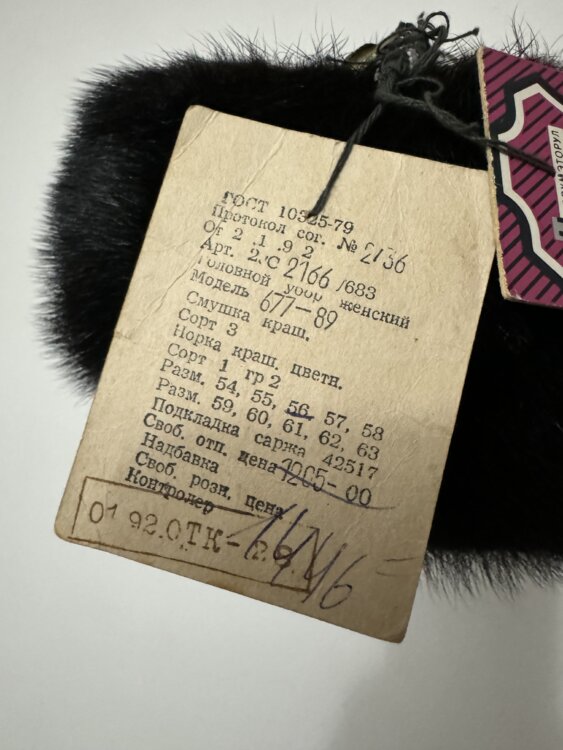 ГОСТ 10325-79
Протокол сог. № 2/36
От 2 .1 .9 2
Арт. 2.С 2166 /683
Головной убор женский
Модель 677-89
Смушка краш.
Сорт 3
Норка краш. цветн.
Сорт 1 гр 2
Разм. 54, 55, 56, 57, 58
Разм. 59, 60, 61, 62, 63
Подкладка саржа 42517
Своб. отп. цена 1205-00
Надбавка
Своб. розн. цена
Контролер
01 92.ОТК-